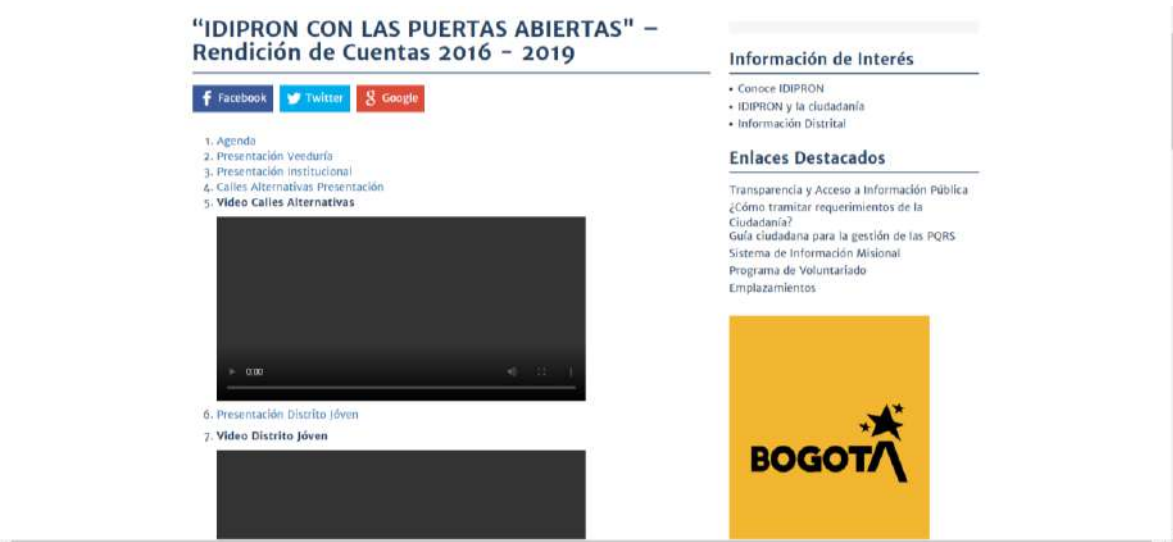 “IDIPRON CON LAS PUERTAS ABIERTAS" –
Rendición de Cuentas 2016 - 2019
Facebook
Twitter
Google
1. Agenda
2. Presentación Veeduría
3. Presentación Institucional
4. Calles Alternativas Presentación
5. Video Calles Alternativas
0:00
6. Presentación Distrito Jóven
7. Video Distrito Jóven
Información de Interés
• Conoce IDIPRON
• IDIPRON y la ciudadanía
• Información Distrital
Enlaces Destacados
Transparencia y Acceso a Información Pública
¿Cómo tramitar requerimientos de la
Ciudadanía?
Guía ciudadana para la gestión de las PQRS
Sistema de Información Misional
Programa de Voluntariado
Emplazamientos
BOGOTA